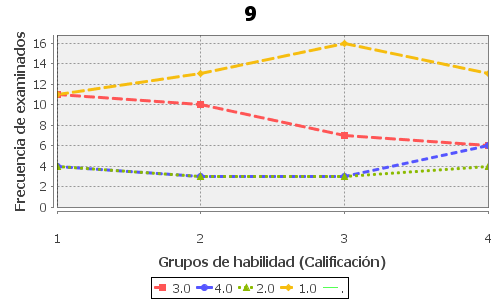 9
Frecuencia de examinados
16
14
12
10
8
6
4
2
0
1 2 3 4
Grupos de habilidad (Calificación)
3.0 4.0 2.0 1.0 .